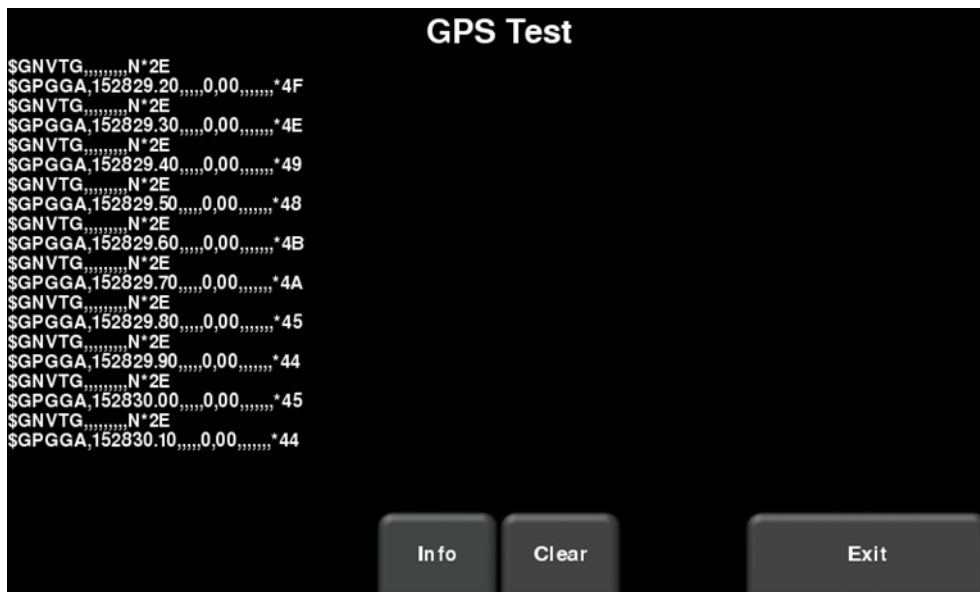 GPS Test
$GNVTG,,,,,,,,,N*2E
$GPGGA,152829.20,,,,,0,00,,,,,,,*4F
$GNVTG,,,,,,,,,N*2E
$GPGGA,152829.30,,,,,0,00,,,,,,,*4E
$GNVTG,,,,,,,,,N*2E
$GPGGA,152829.40,,,,,0,00,,,,,,,*49
$GNVTG,,,,,,,,,N*2E
$GPGGA,152829.50,,,,,0,00,,,,,,,*48
$GNVTG,,,,,,,,,N*2E
$GPGGA,152829.60,,,,,0,00,,,,,,,*4B
$GNVTG,,,,,,,,,N*2E
$GPGGA,152829.70,,,,,0,00,,,,,,,*4A
$GNVTG,,,,,,,,,N*2E
$GPGGA,152829.80,,,,,0,00,,,,,,,*45
$GNVTG,,,,,,,,,N*2E
$GPGGA,152829.90,,,,,0,00,,,,,,,*44
$GNVTG,,,,,,,,,N*2E
$GPGGA,152830.00,,,,,0,00,,,,,,,*45
$GNVTG,,,,,,,,,N*2E
$GPGGA,152830.10,,,,,0,00,,,,,,,*44
Info Clear Exit